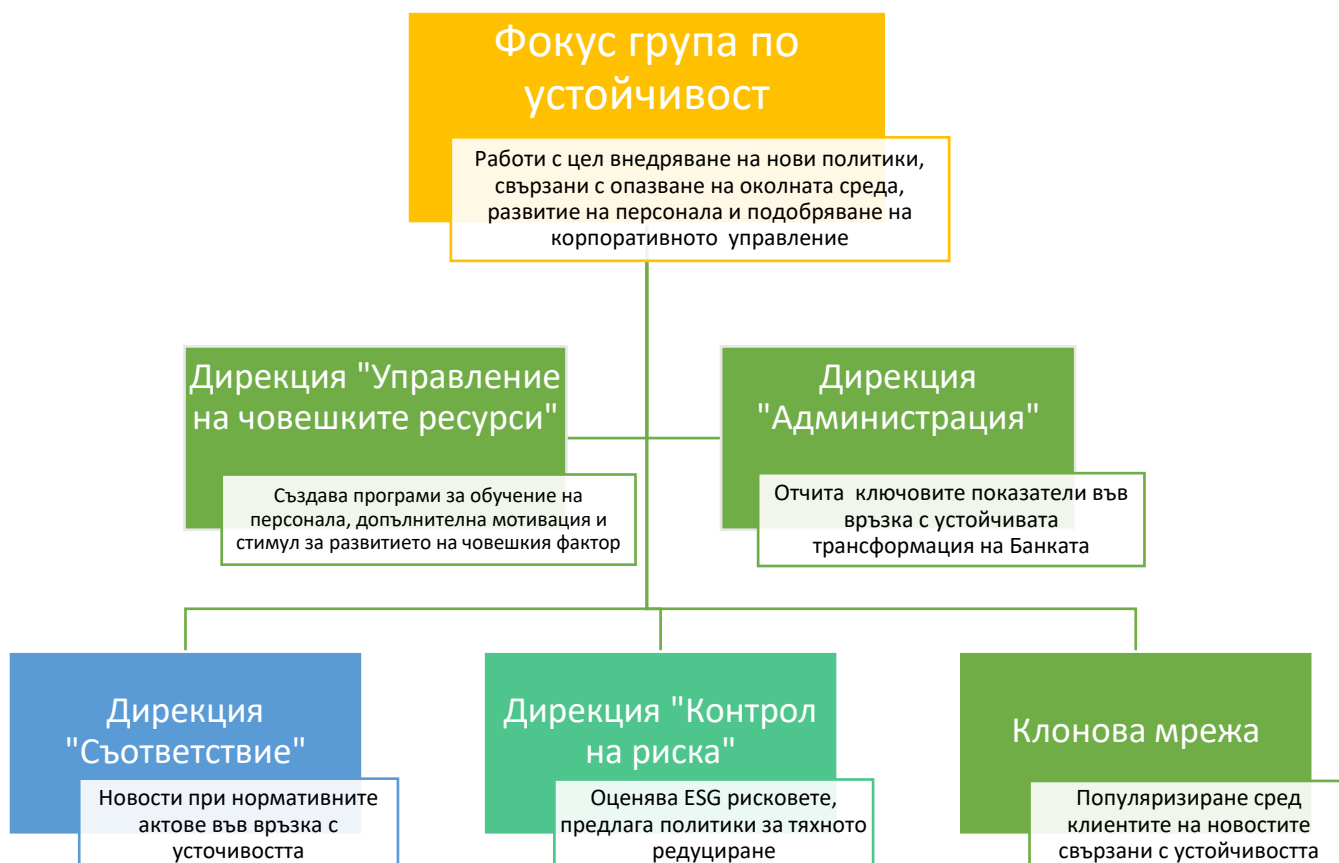 Фокус група по
устойчивост
Работи с цел внедряване на нови политики,
свързани с опазване на околната среда,
развитие на персонала и подобряване на
корпоративното управление
Дирекция "Управление
на човешките ресурси"
Създава програми за обучение на
персонала, допълнителна мотивация и
стимул за развитието на човешкия фактор
Дирекция
"Администрация"
Отчита ключовите показатели във
връзка с устойчивата
трансформация на Банката
Дирекция
"Съответствие"
Новости при нормативните
актове във връзка с
усточивостта
Дирекция "Контрол
на риска"
Оценява ESG рисковете,
предлага политики за тяхното
редуциране
Клонова мрежа
Популяризиране сред
клиентите на новостите
свързани с устойчивостта